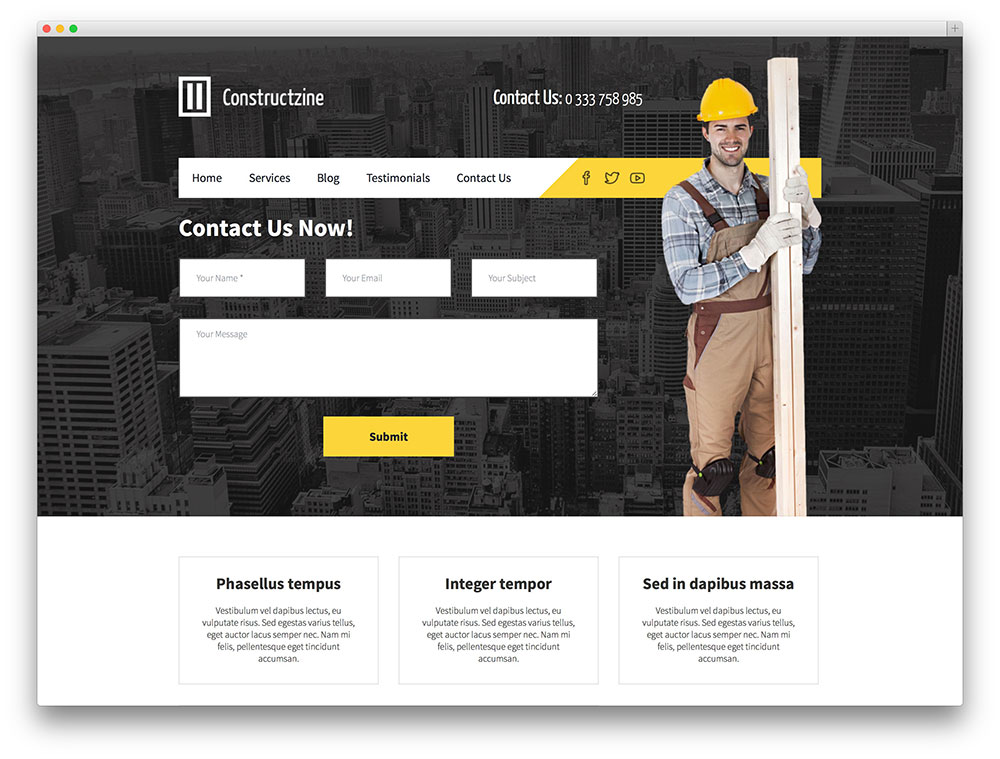 Constructzine
Contact Us: 0 333 758 985
Home Services Blog Testimonials Contact Us
Contact Us Now!
Your Name * Your Email Your Subject
Your Message
Submit
Phasellus tempus
Vestibulum vel dapibus lectus, eu
vulputate risus. Sed egestas varius tellus,
eget auctor lacus semper nec. Nam mi
felis, pellentesque eget tincidunt
accumsan.
Integer tempor
Vestibulum vel dapibus lectus, eu
vulputate risus. Sed egestas varius tellus,
eget auctor lacus semper nec. Nam mi
felis, pellentesque eget tincidunt
accumsan.
Sed in dapibus massa
Vestibulum vel dapibus lectus, eu
vulputate risus. Sed egestas varius tellus,
eget auctor lacus semper nec. Nam mi
felis, pellentesque eget tincidunt
accumsan.